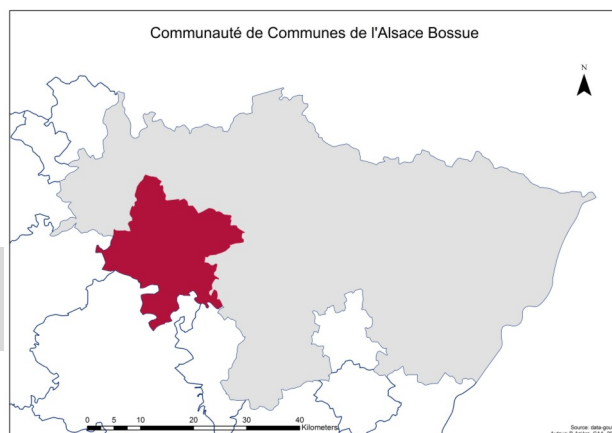 Communauté de Communes de l'Alsace Bossue
N
0 5 10 20 30 40
Kilometers
Source: data-gou